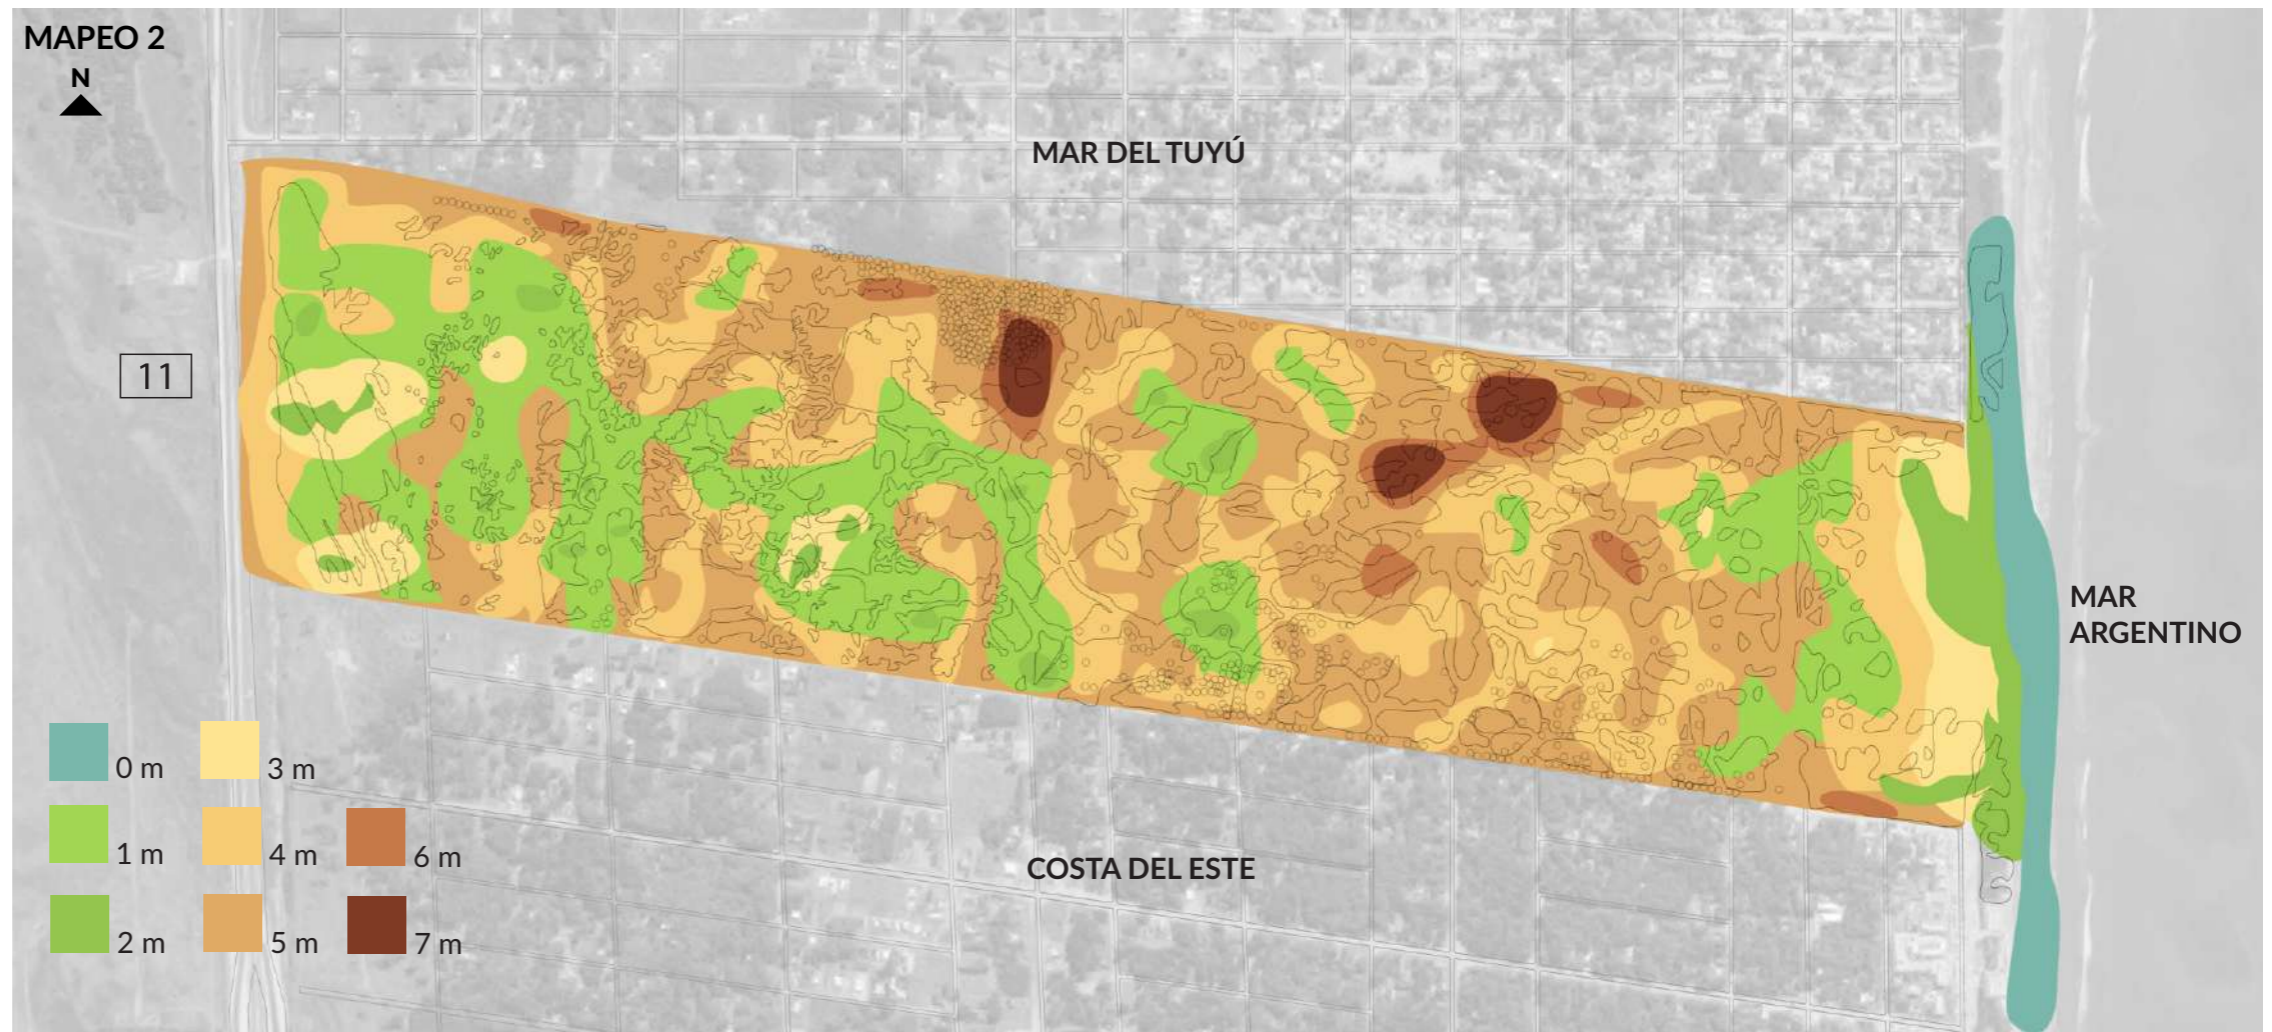 MAPEO 2
N
MAR DEL TUYÚ
11
MAR
ARGENTINO
COSTA DEL ESTE
0 m
3 m
1 m
4 m
6 m
2 m
5 m
7 m